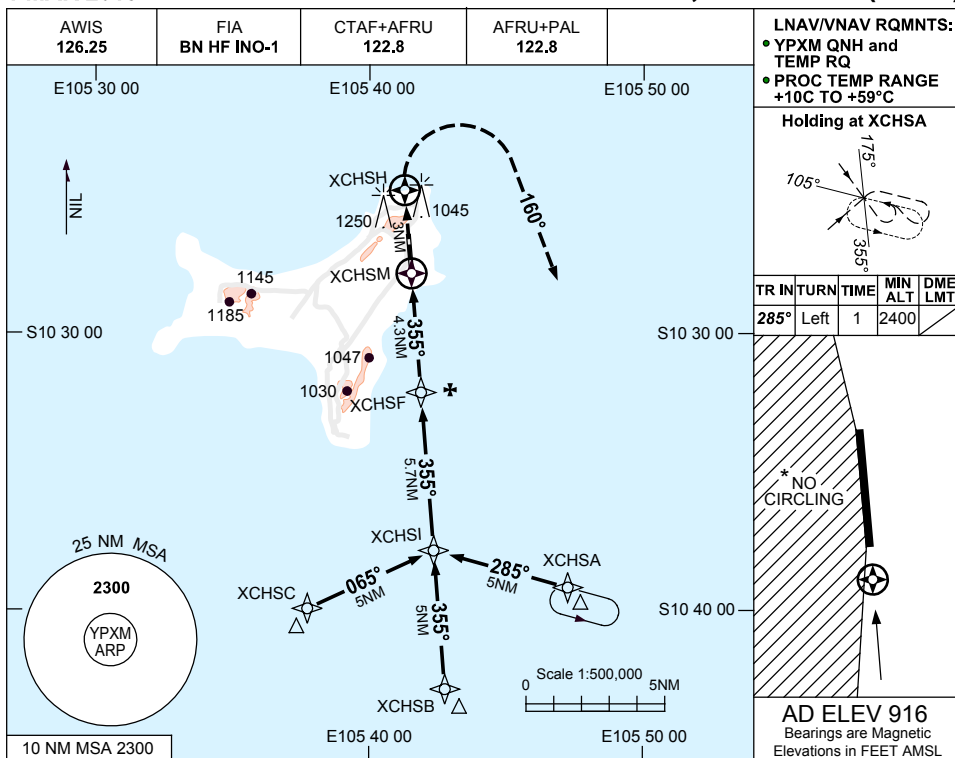 AWIS
126.25
FIA
BN HF INO-1
CTAF+AFRU
122.8
AFRU+PAL
122.8
LNAV/VNAV RQMNTS:
YPXM QNH and
TEMP RQ
PROC TEMP RANGE
+10C TO +59°C
E105 30 00
E105 40 00
E105 50 00
Holding at XCHSA
175°
105°
355°
NIL
XCHSH
1250
1045
3NM
160°
XCHSM
1145
1185
TR IN
TURN
TIME
MIN
ALT
DME
LMT
285°
Left
1
2400
S10 30 00
S10 30 00
355°
4.3NM
1047
1030
XCHSF
355°
5.7NM
* NO
CIRCLING
XCHSI
XCHSA
285°
5NM
XCHSC
065°
5NM
355°
5NM
XCHSB
25 NM MSA
2300
YPXM
ARP
S10 40 00
Scale 1:500,000
0
5NM
10 NM MSA 2300
E105 40 00
E105 50 00
AD ELEV 916
Bearings are Magnetic
Elevations in FEET AMSL